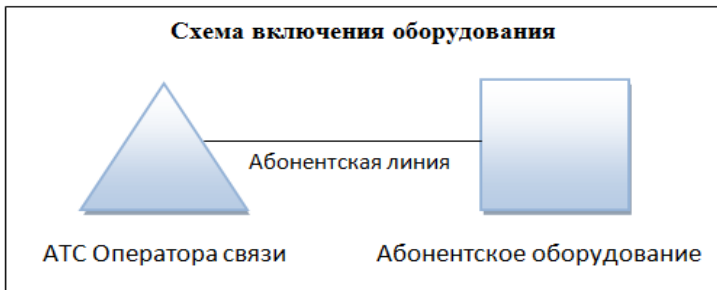 Схема включения оборудования
Абонентская линия
АТС Оператора связи
Абонентское оборудование